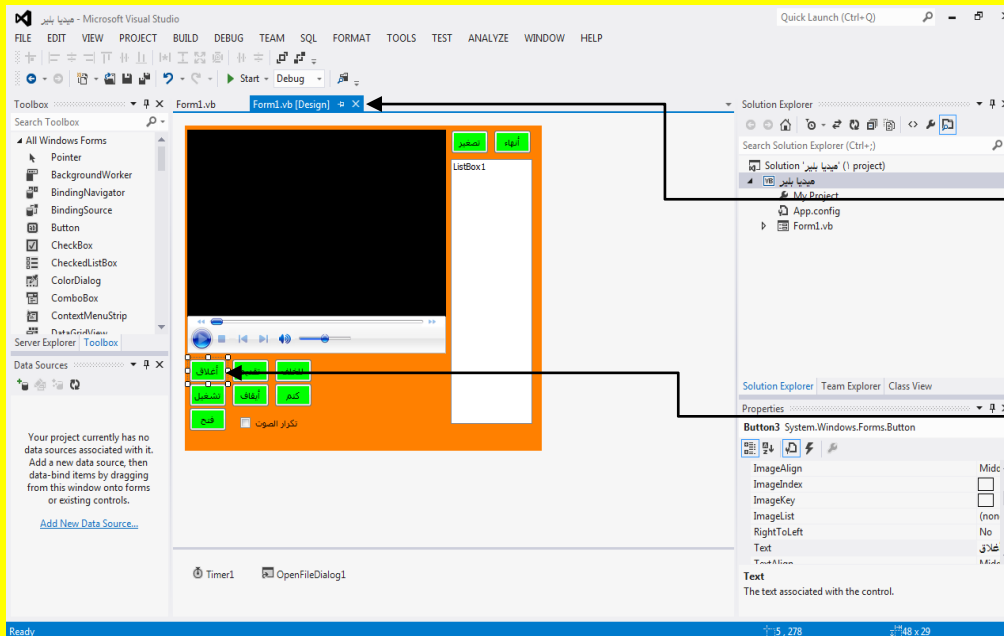 ميديا بلير - Microsoft Visual Studio
Quick Launch (Ctrl+Q)
FILE EDIT VIEW PROJECT BUILD DEBUG TEAM SQL FORMAT TOOLS TEST ANALYZE WINDOW HELP
Start Debug
Toolbox
Search Toolbox
All Windows Forms
Pointer
BackgroundWorker
BindingNavigator
BindingSource
Button
CheckBox
CheckedListBox
ColorDialog
ComboBox
ContextMenuStrip
DataGridView
Server Explorer Toolbox
Data Sources
Your project currently has no
data sources associated with it.
Add a new data source, then
data-bind items by dragging
from this window onto forms
or existing controls.
Add New Data Source...
Form1.vb Form1.vb [Design]
تصغير أنهاء
ListBox1
أغلاق
تشغيل أيقاف كتم
فتح تكرار الصوت
Timer1 OpenFileDialog1
Solution Explorer
Search Solution Explorer (Ctrl+;)
Solution 'ميديا بلير' (١ project)
ميديا بلير
My Project
App.config
Form1.vb
Solution Explorer Team Explorer Class View
Properties
Button3 System.Windows.Forms.Button
ImageAlign
ImageIndex
ImageKey
ImageList (non
RightToLeft No
Text غلاق
TextAlign
Text
The text associated with the control.
Ready 5 , 278 48 x 29